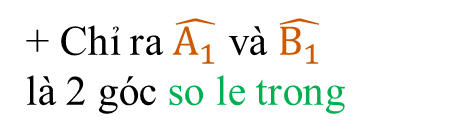 + Chỉ ra $\widehat{A_1}$ và $\widehat{B_1}$
là 2 góc so le trong